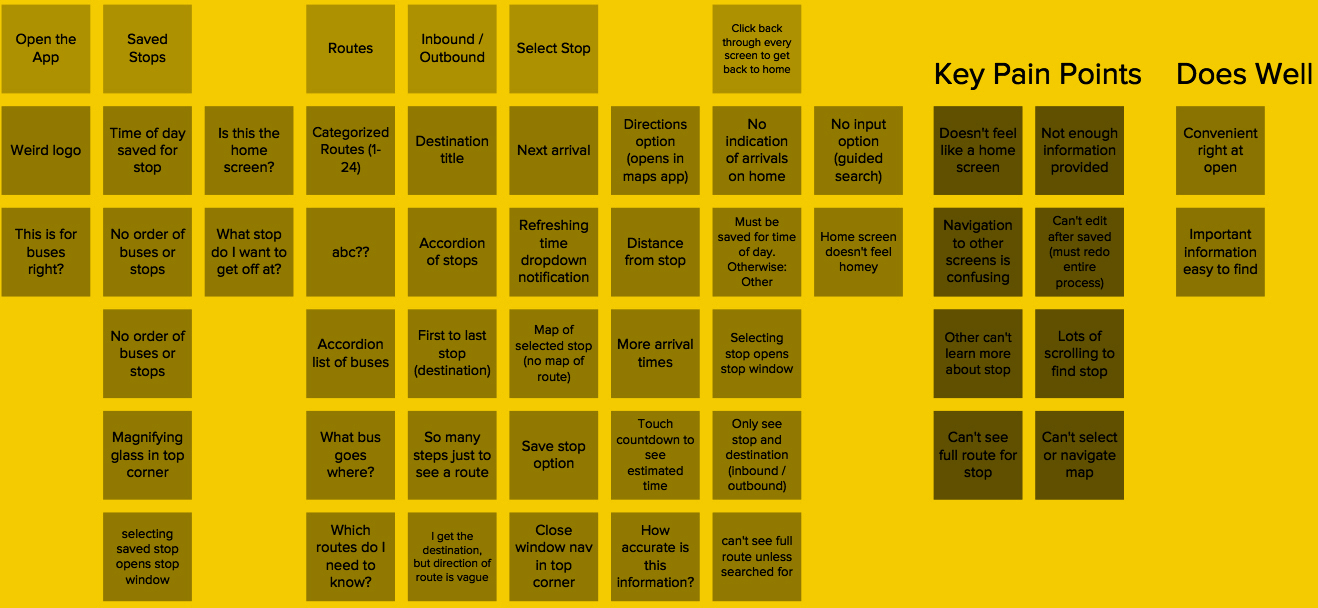 Open the
App
Saved
Stops
Routes
Inbound /
Outbound
Select Stop
Click back
through every
screen to get
back to home
Key Pain Points
Does Well
Weird logo
Time of day
saved for
stop
Is this the
home
screen?
Categorized
Routes (1-
24)
Destination
title
Next arrival
Directions
option
(opens in
maps app)
No
indication
of arrivals
on home
No input
option
(guided
search)
Doesn't feel
like a home
screen
Not enough
information
provided
Convenient
right at
open
This is for
buses
right?
No order of
buses or
stops
What stop
do I want to
get off at?
abc??
Accordion
of stops
Refreshing
time
dropdown
notification
Distance
from stop
Must be
saved for time
of day.
Otherwise:
Other
Home screen
doesn't feel
homey
Navigation
to other
screens is
confusing
Can't edit
after saved
(must redo
entire
process)
Important
information
easy to find
No order of
buses or
stops
Accordion
list of buses
First to last
stop
(destination)
Map of
selected stop
(no map of
route)
More arrival
times
Selecting
stop opens
stop window
Other can't
learn more
about stop
Lots of
scrolling to
find stop
Magnifying
glass in top
corner
What bus
goes
where?
So many
steps just to
see a route
Save stop
option
Touch
countdown to
see
estimated
time
Only see
stop and
destination
(inbound /
outbound)
Can't see
full route for
stop
Can't select
or navigate
map
selecting
saved stop
opens stop
window
Which
routes do I
need to
know?
I get the
destination,
but direction of
route is vague
Close
window nav
in top
corner
How
accurate is
this
information?
can't see full
route unless
searched for